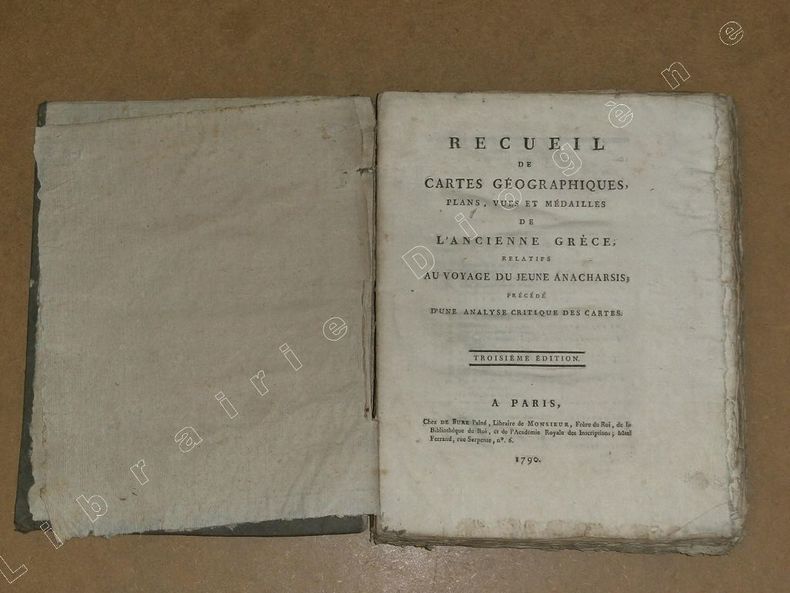 RECUEIL
DE
CARTES GÉOGRAPHIQUES,
PLANS, VUES ET MÉDAILLES
DE
L'ANCIENNE GRÈCE,
RELATIFS
AU VOYAGE DU JEUNE ANACHARSIS;
PRÉCÉDÉ
D'UNE ANALYSE CRITIQUE DES CARTES.
TROISIÈME ÉDITION.
A PARIS,
Chez DE BURE l'aîné, Libraire de MONSIEUR, Frère du Roi, de la
Bibliothèque du Roi, et de l'Académie Royale des Inscriptions; hôtel
Ferrand, rue Serpente, n°. 6.
1790.
Librairie Diogène